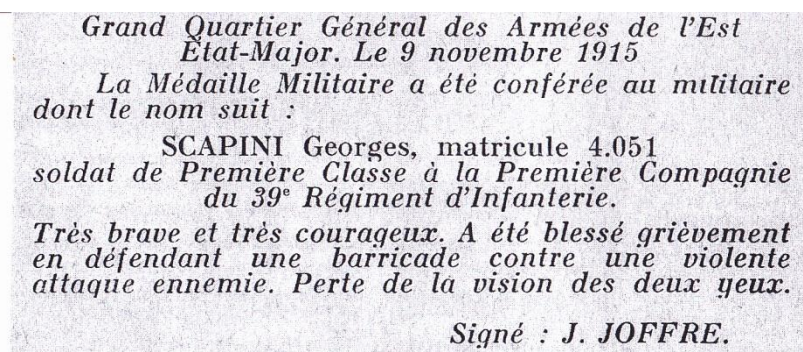 Grand Quartier Général des Armées de l'Est
État-Major. Le 9 novembre 1915
La Médaille Militaire a été conférée au militaire
dont le nom suit :
SCAPINI Georges, matricule 4.051
soldat de Première Classe à la Première Compagnie
du 39e Régiment d'Infanterie.
Très brave et très courageux. A été blessé grièvement
en défendant une barricade contre une violente
attaque ennemie. Perte de la vision des deux yeux.
Signé : J. JOFFRE.